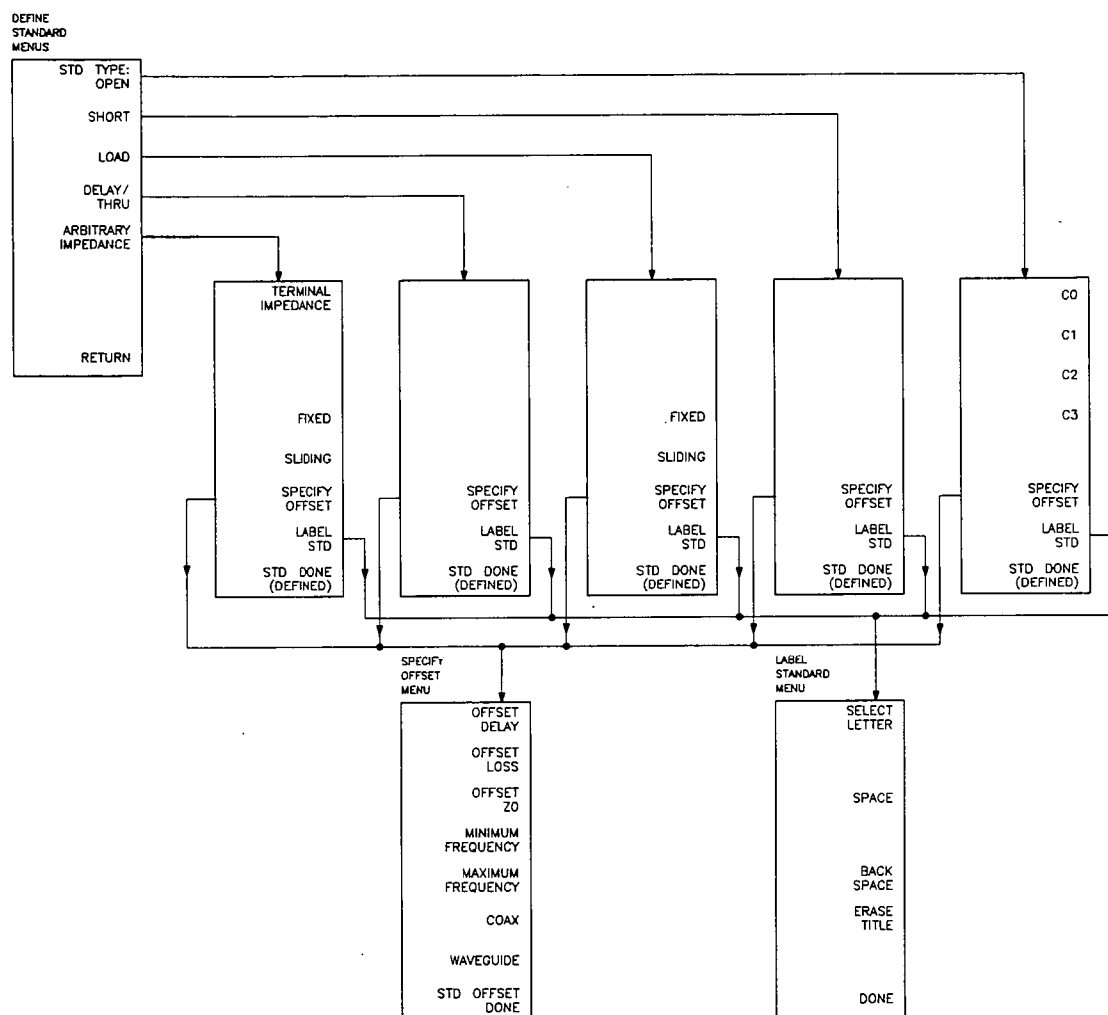 DEFINE
STANDARD
MENUS
STD TYPE:
OPEN
SHORT
LOAD
DELAY/
THRU
ARBITRARY
IMPEDANCE
RETURN
TERMINAL
IMPEDANCE
FIXED
SLIDING
SPECIFY
OFFSET
LABEL
STD
STD DONE
(DEFINED)
SPECIFY
OFFSET
LABEL
STD
STD DONE
(DEFINED)
FIXED
SLIDING
SPECIFY
OFFSET
LABEL
STD
STD DONE
(DEFINED)
SPECIFY
OFFSET
LABEL
STD
STD DONE
(DEFINED)
C0
C1
C2
C3
SPECIFY
OFFSET
LABEL
STD
STD DONE
(DEFINED)
SPECIFY
OFFSET
MENU
OFFSET
DELAY
OFFSET
LOSS
OFFSET
Z0
MINIMUM
FREQUENCY
MAXIMUM
FREQUENCY
COAX
WAVEGUIDE
STD OFFSET
DONE
LABEL
STANDARD
MENU
SELECT
LETTER
SPACE
BACK
SPACE
ERASE
TITLE
DONE